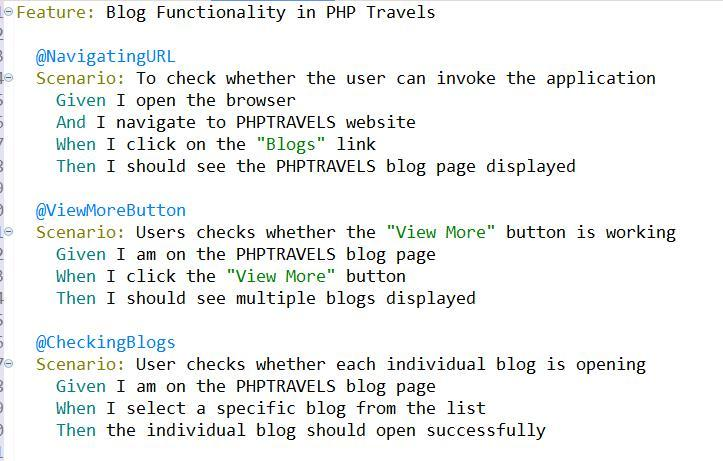 Feature: Blog Functionality in PHP Travels
@NavigatingURL
Scenario: To check whether the user can invoke the application
Given I open the browser
And I navigate to PHPTRAVELS website
When I click on the "Blogs" link
Then I should see the PHPTRAVELS blog page displayed
@ViewMoreButton
Scenario: Users checks whether the "View More" button is working
Given I am on the PHPTRAVELS blog page
When I click the "View More" button
Then I should see multiple blogs displayed
@CheckingBlogs
Scenario: User checks whether each individual blog is opening
Given I am on the PHPTRAVELS blog page
When I select a specific blog from the list
Then the individual blog should open successfully